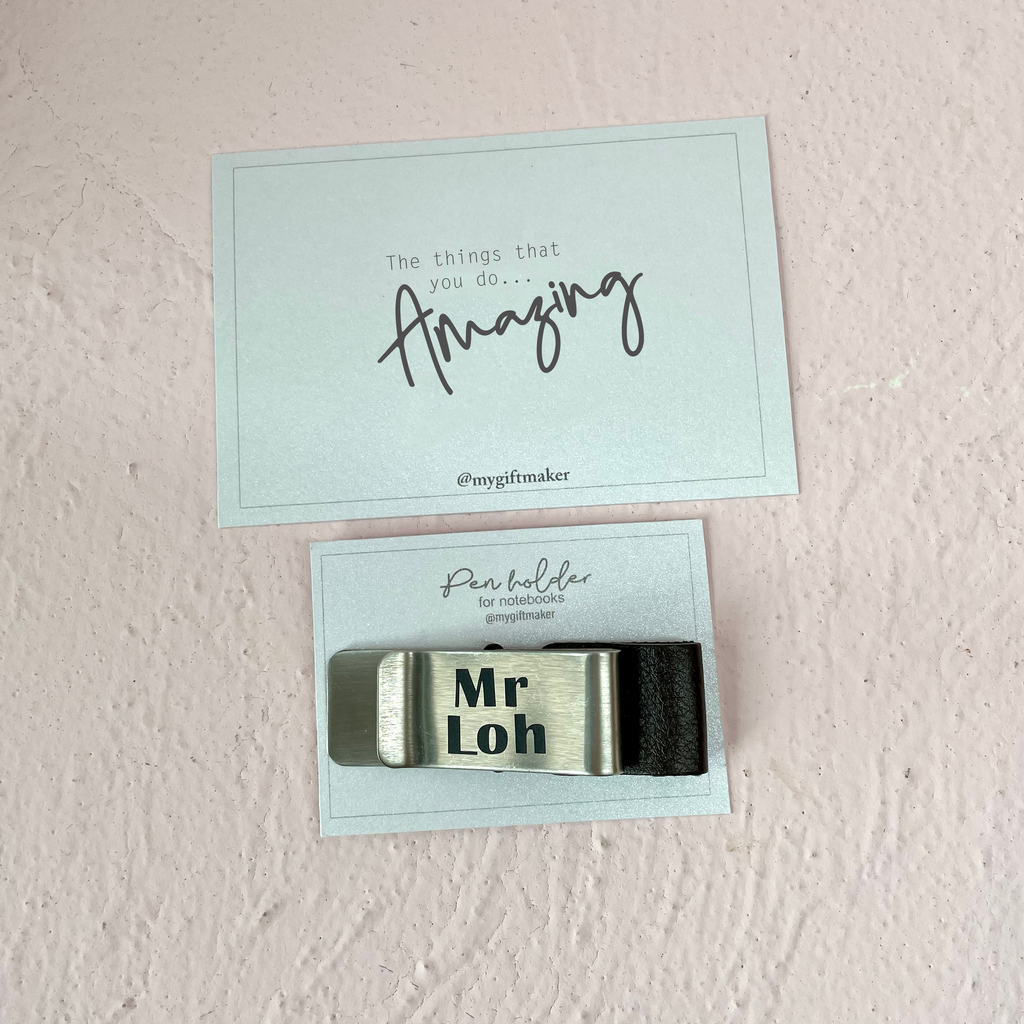 The things that
you do...
Amazing
@mygiftmaker
Pen holder
for notebooks
@mygiftmaker
Mr
Loh